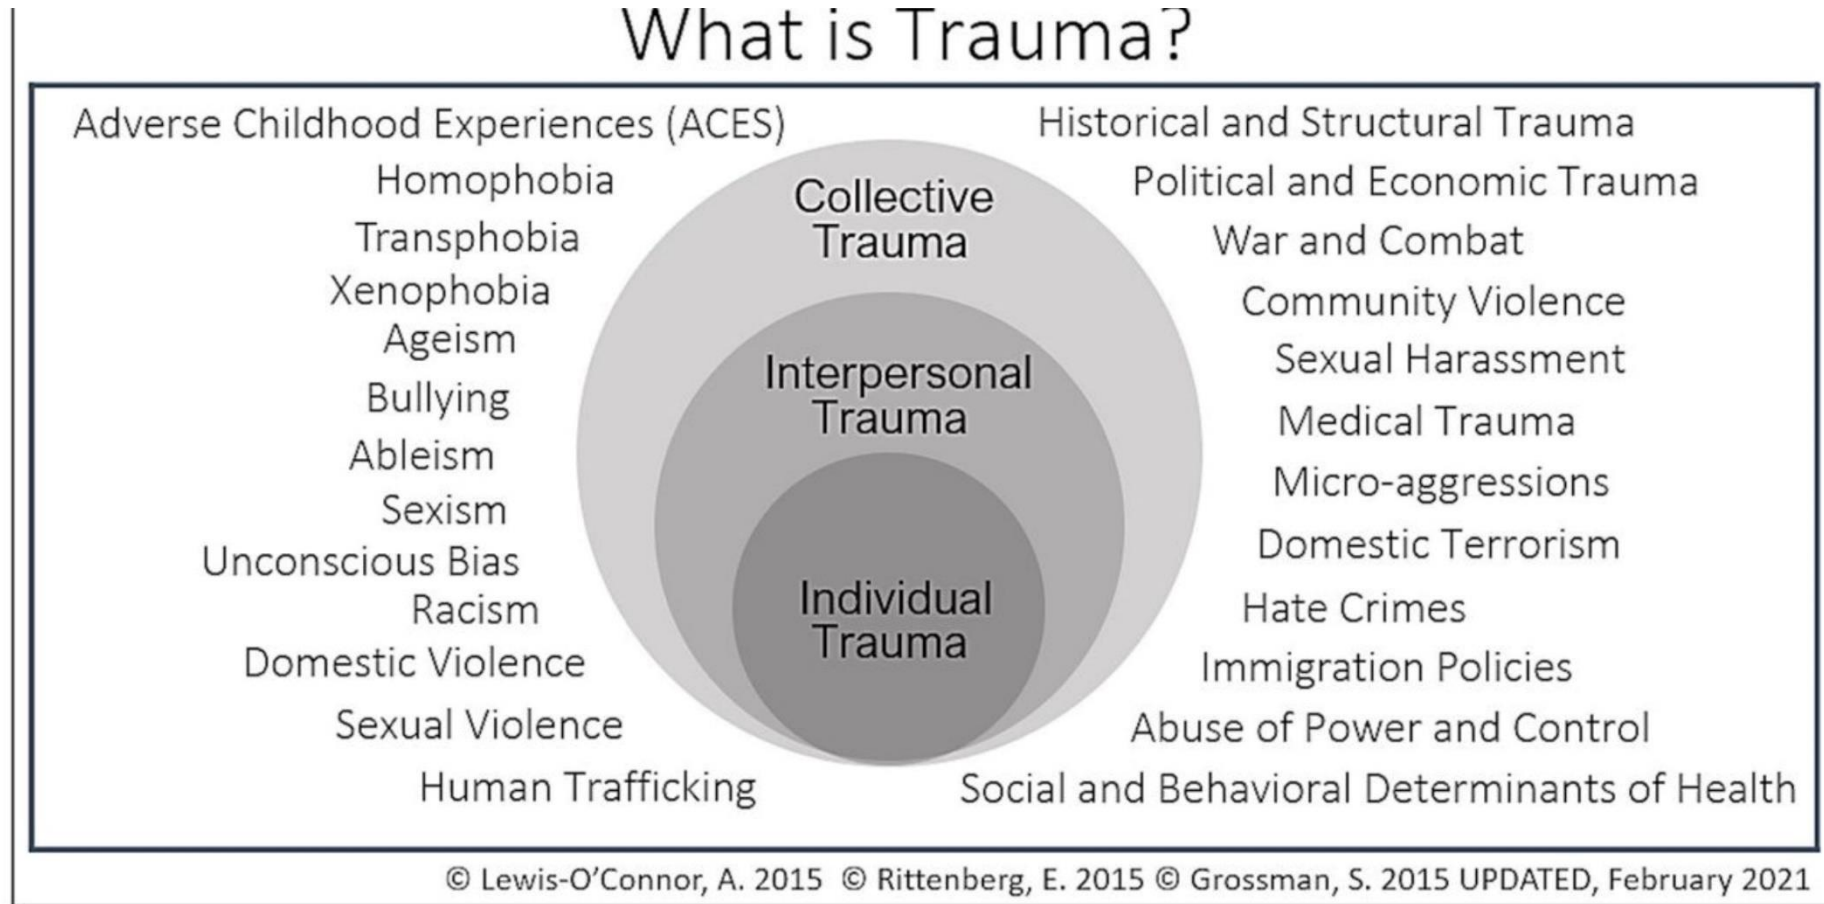 What is Trauma?
Adverse Childhood Experiences (ACES)
Homophobia
Transphobia
Xenophobia
Ageism
Bullying
Ableism
Sexism
Unconscious Bias
Racism
Domestic Violence
Sexual Violence
Human Trafficking
Collective
Trauma
Interpersonal
Trauma
Individual
Trauma
Historical and Structural Trauma
Political and Economic Trauma
War and Combat
Community Violence
Sexual Harassment
Medical Trauma
Micro-aggressions
Domestic Terrorism
Hate Crimes
Immigration Policies
Abuse of Power and Control
Social and Behavioral Determinants of Health
© Lewis-O’Connor, A. 2015 © Rittenberg, E. 2015 © Grossman, S. 2015 UPDATED, February 2021